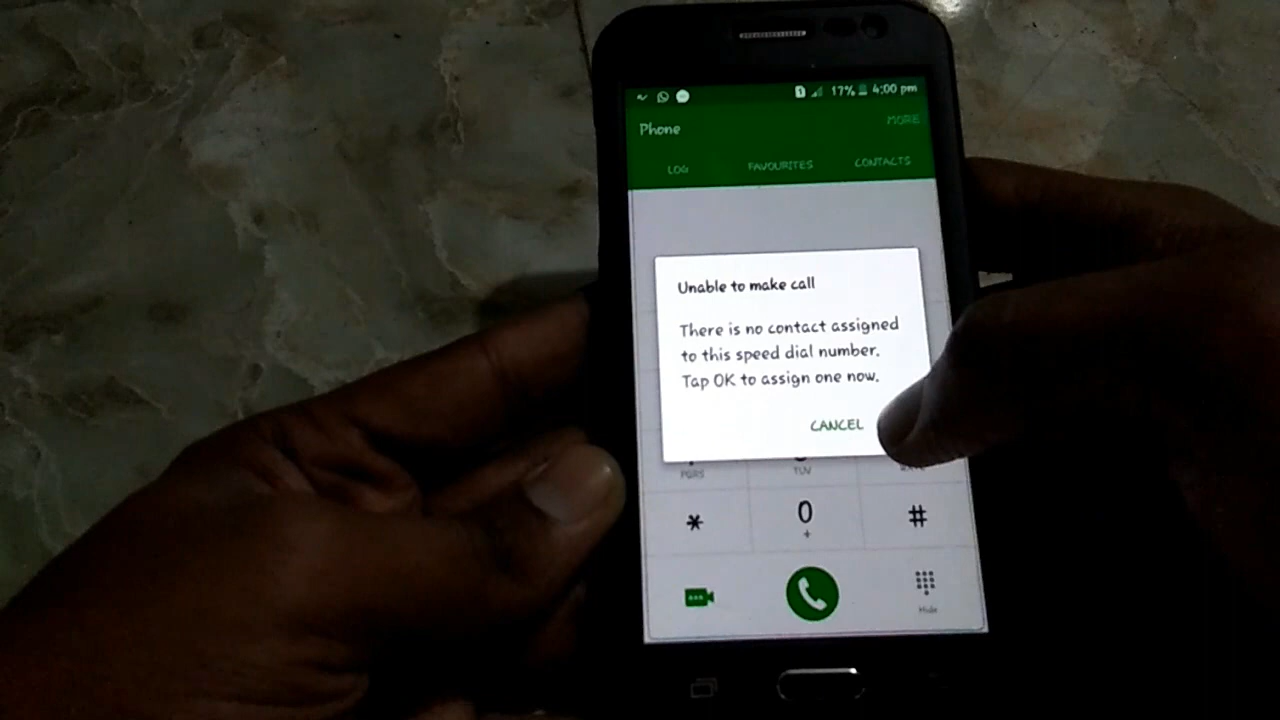 1 17% 4:00 pm
Phone
MORE
LOG FAVOURITES CONTACTS
Unable to make call
There is no contact assigned
to this speed dial number.
Tap OK to assign one now.
CANCEL
PQRS TUV
* 0 #
+
Hide